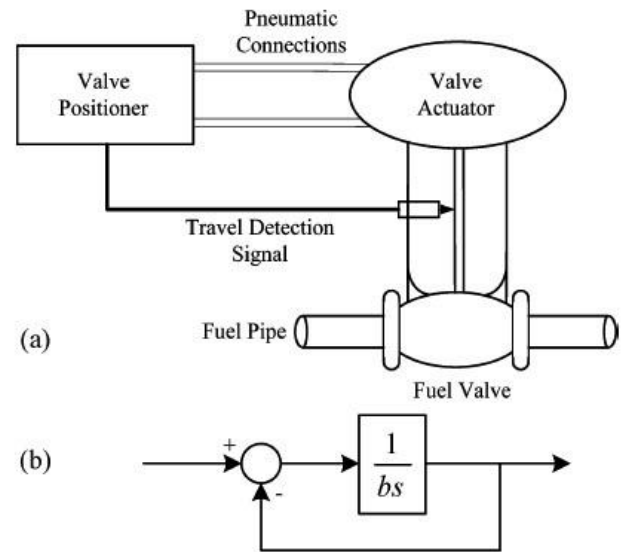 Pneumatic
Connections
Valve
Positioner
Valve
Actuator
Travel Detection
Signal
(a)
Fuel Pipe
Fuel Valve
(b)
+
-
1
bs